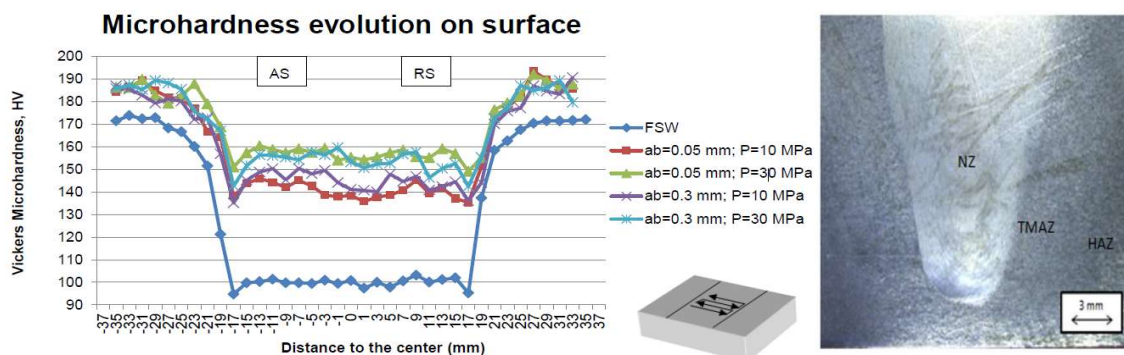 Microhardness evolution on surface
Vickers Microhardness, HV
200
190
180
170
160
150
140
130
120
110
100
90
AS
RS
-37 -35 -33 -31 -29 -27 -25 -23 -21 -19 -17 -15 -13 -11 -9 -7 -5 -3 -1 0 1 3 5 7 9 11 13 15 17 19 21 23 25 27 29 31 33 35 37
Distance to the center (mm)
FSW
ab=0.05 mm; P=10 MPa
ab=0.05 mm; P=30 MPa
ab=0.3 mm; P=10 MPa
ab=0.3 mm; P=30 MPa
NZ
TMAZ
HAZ
3 mm